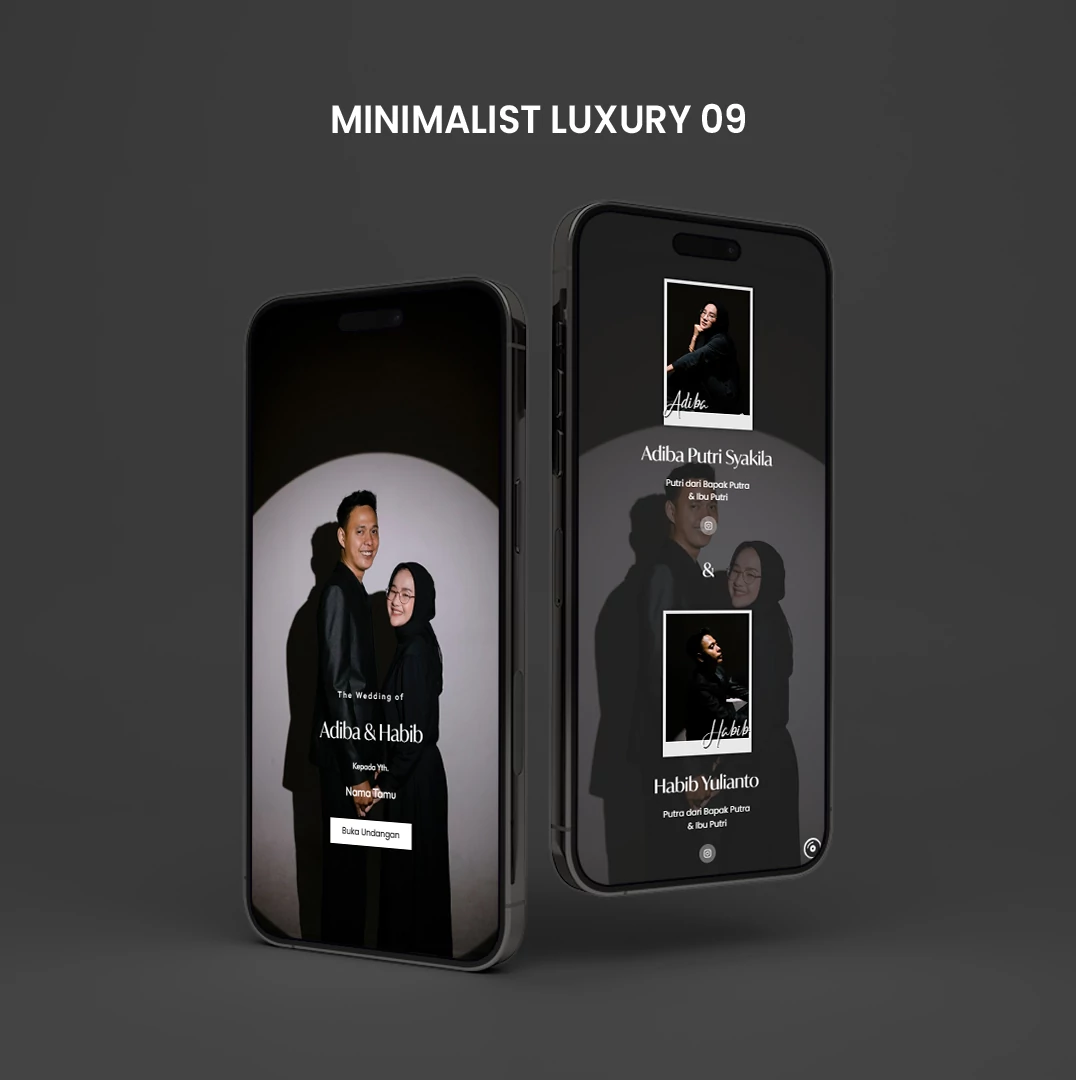 MINIMALIST LUXURY 09
The Wedding of
Adiba & Habib
Kepada Yth.
Nama Tamu
Buka Undangan
Adiba
Adiba Putri Syakila
Putri dari Bapak Putra
& Ibu Putri
&
Habib
Habib Yulianto
Putra dari Bapak Putra
& Ibu Putri